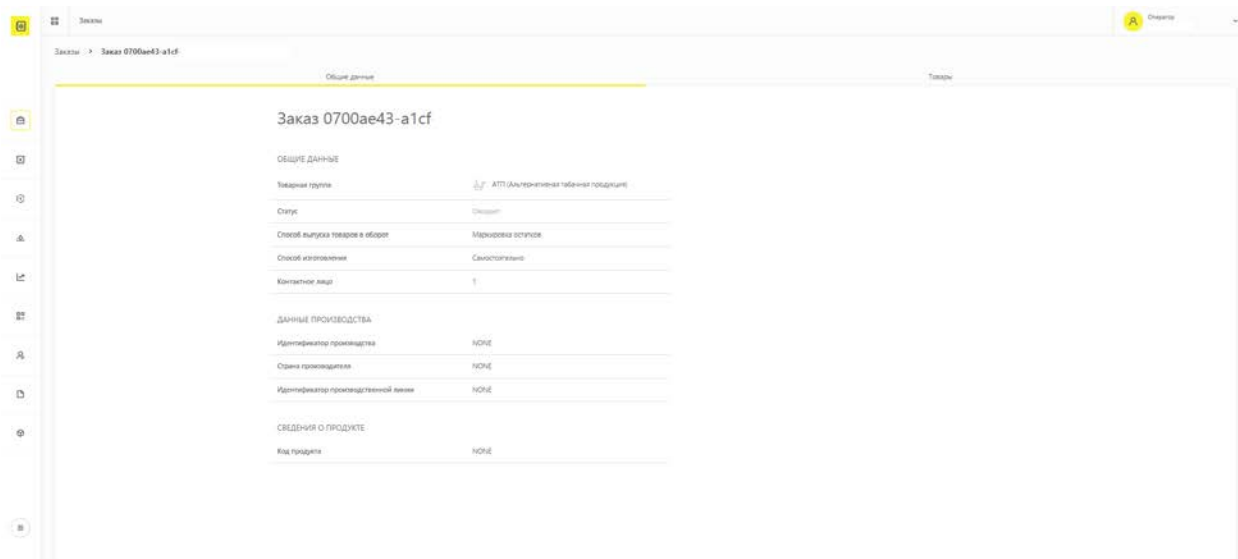 Заказы
Оператор
Заказы > Заказ 0700ae43-a1cf-
Общие данные
Товары
Заказ 0700ae43-a1cf
ОБЩИЕ ДАННЫЕ
Товарная группа АТП (Альтернативная табачная продукция)
Статус Ожидает
Способ выпуска товаров в оборот Маркировка остатков
Способ изготовления Самостоятельно
Контактное лицо 1
ДАННЫЕ ПРОИЗВОДСТВА
Идентификатор производства NONE
Страна производителя NONE
Идентификатор производственной линии NONE
СВЕДЕНИЯ О ПРОДУКТЕ
Код продукта NONE